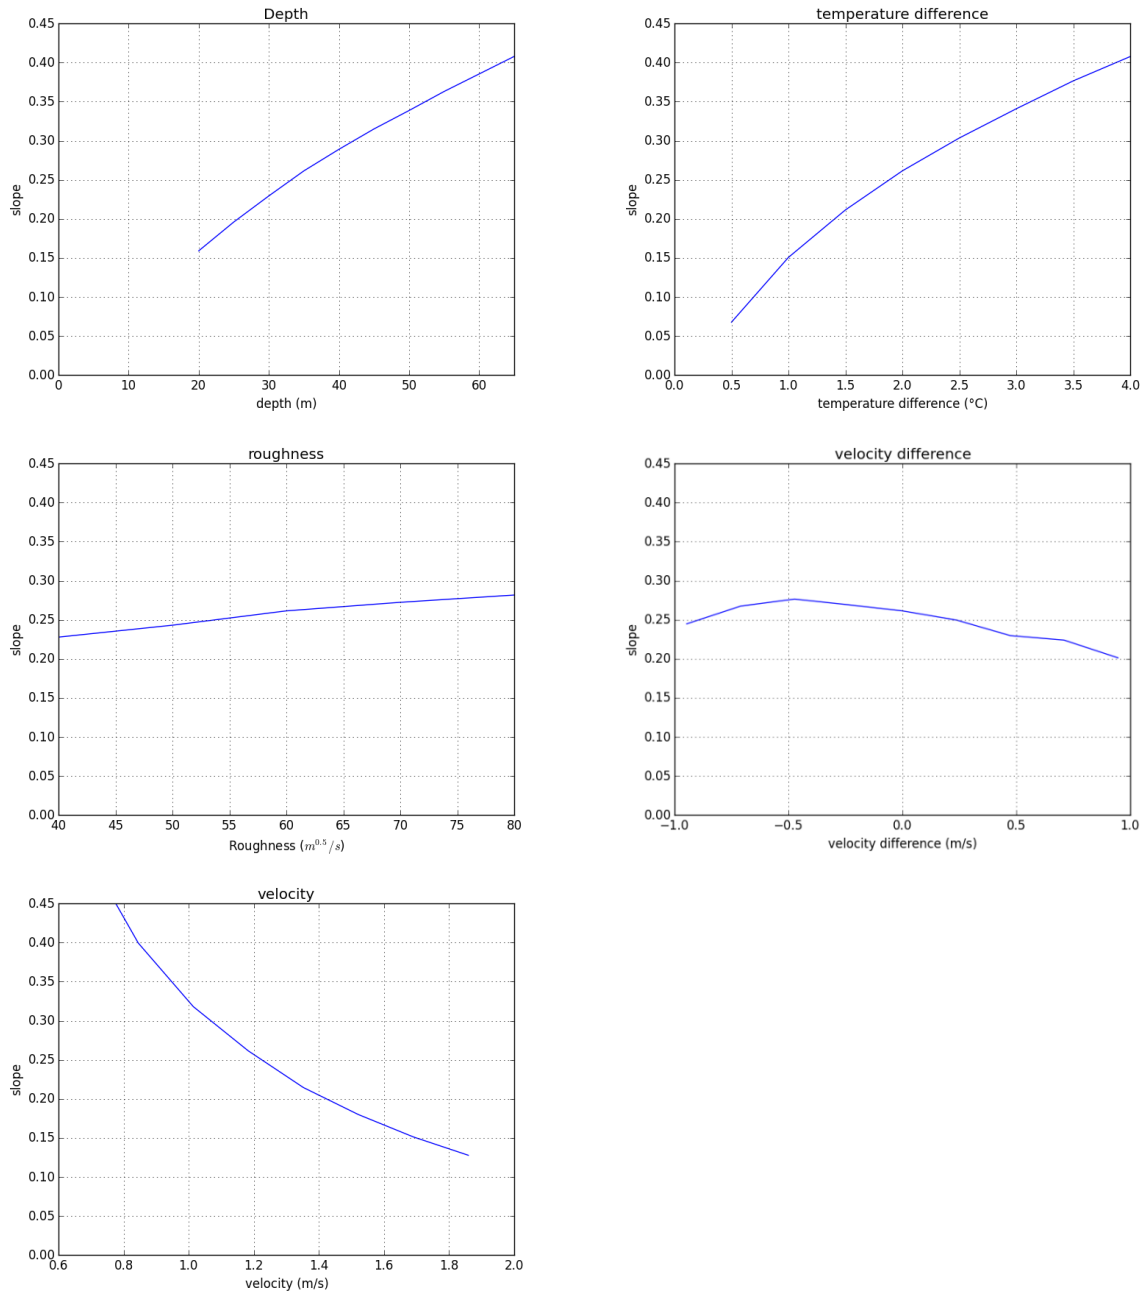 Depth
0.45
0.40
0.35
0.30
0.25
0.20
0.15
0.10
0.05
0.00
slope
0 10 20 30 40 50 60
depth (m)
temperature difference
0.45
0.40
0.35
0.30
0.25
0.20
0.15
0.10
0.05
0.00
slope
0.0 0.5 1.0 1.5 2.0 2.5 3.0 3.5 4.0
temperature difference (°C)
roughness
0.45
0.40
0.35
0.30
0.25
0.20
0.15
0.10
0.05
0.00
slope
40 45 50 55 60 65 70 75 80
Roughness (m^0.5/s)
velocity difference
0.45
0.40
0.35
0.30
0.25
0.20
0.15
0.10
0.05
0.00
slope
−1.0 −0.5 0.0 0.5 1.0
velocity difference (m/s)
velocity
0.45
0.40
0.35
0.30
0.25
0.20
0.15
0.10
0.05
0.00
slope
0.6 0.8 1.0 1.2 1.4 1.6 1.8 2.0
velocity (m/s)